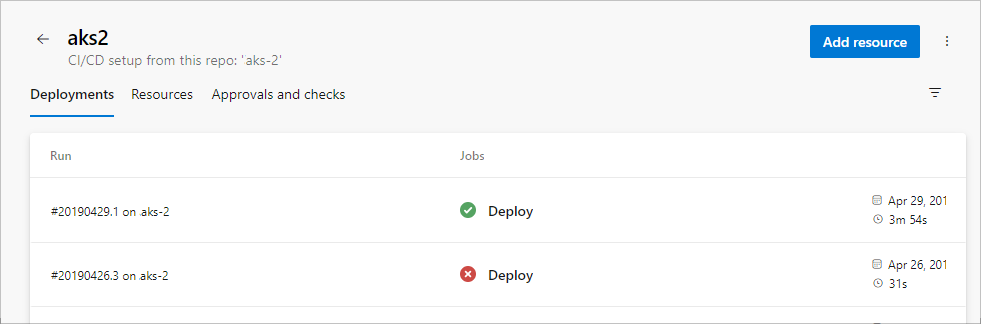 aks2
CI/CD setup from this repo: 'aks-2'
Add resource
Deployments Resources Approvals and checks
Run Jobs
#20190429.1 on aks-2 Deploy Apr 29, 201
3m 54s
#20190426.3 on aks-2 Deploy Apr 26, 201
31s